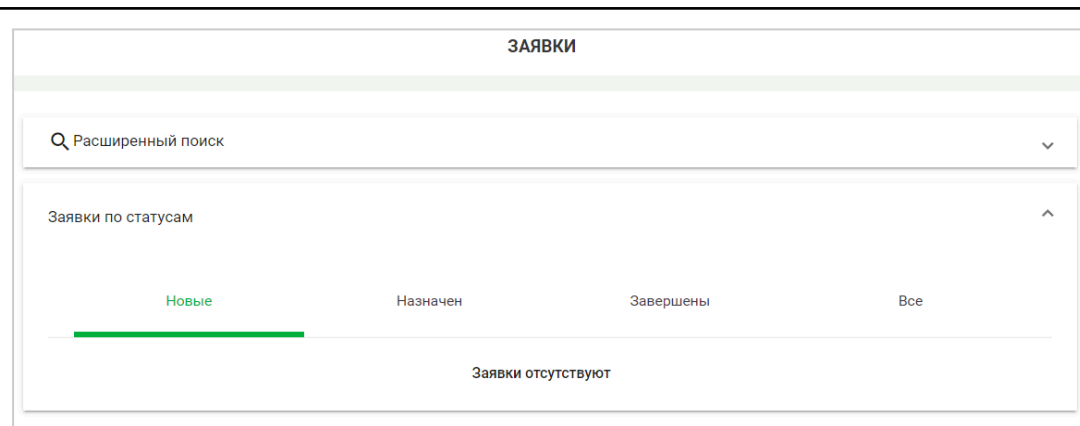 ЗАЯВКИ
Расширенный поиск
Заявки по статусам
Новые Назначен Завершены Все
Заявки отсутствуют